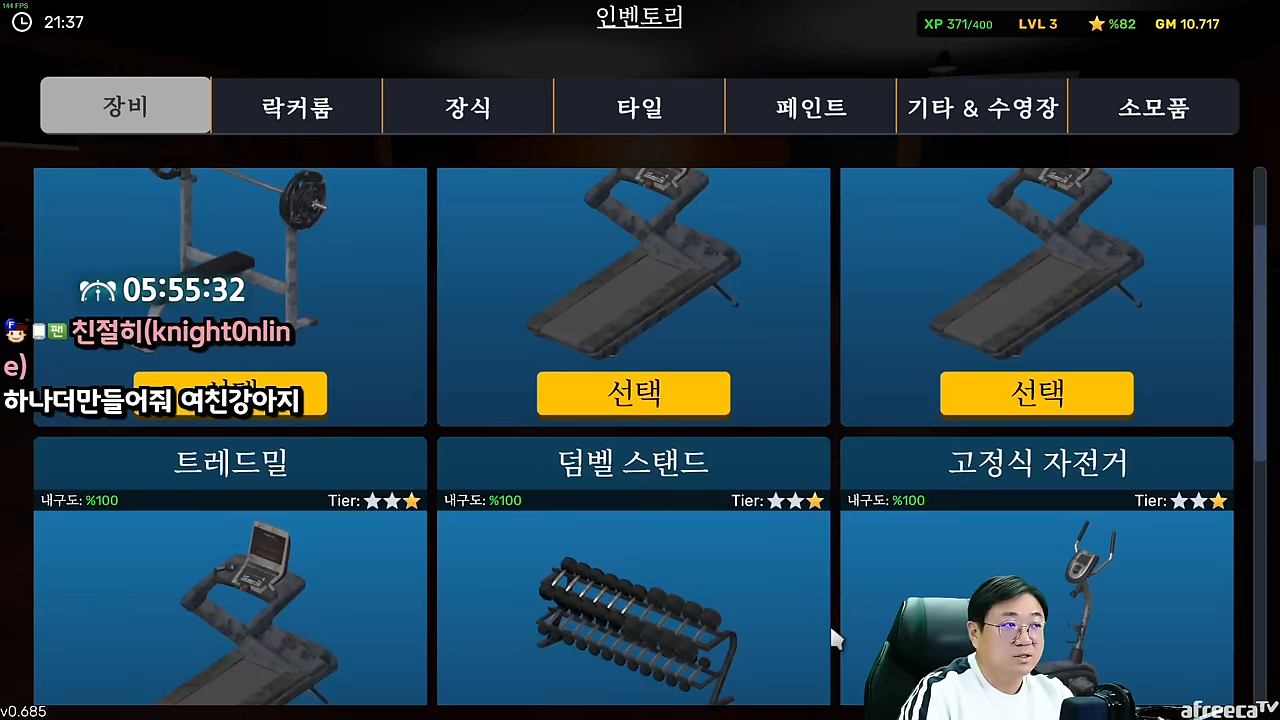 144 FPS
21:37
인벤토리
XP 371/400 LVL 3 %82 GM 10.717
장비 락커룸 장식 타일 페인트 기타 & 수영장 소모품
05:55:32
F 팬 친절히(knight0nlin
e)
하나더만들어줘 여친강아지
선택 선택 선택
트레드밀 덤벨 스탠드 고정식 자전거
내구도: %100 Tier: 내구도: %100 Tier: 내구도: %100 Tier:
v0.685
afreecaTV